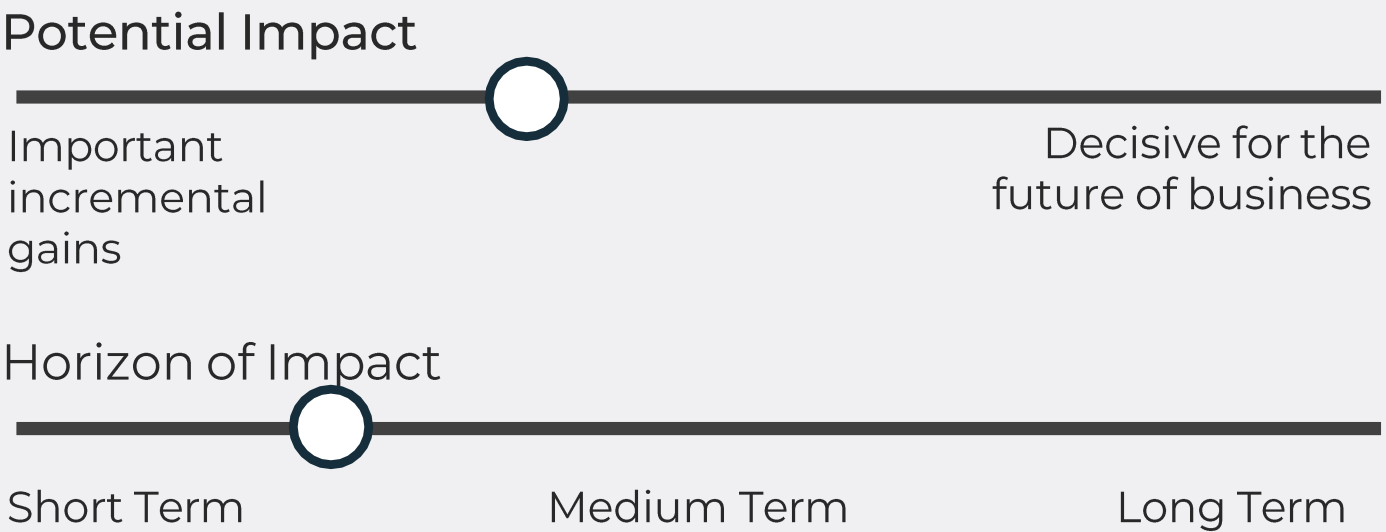 Potential Impact
Important
incremental
gains
Decisive for the
future of business
Horizon of Impact
Short Term
Medium Term
Long Term